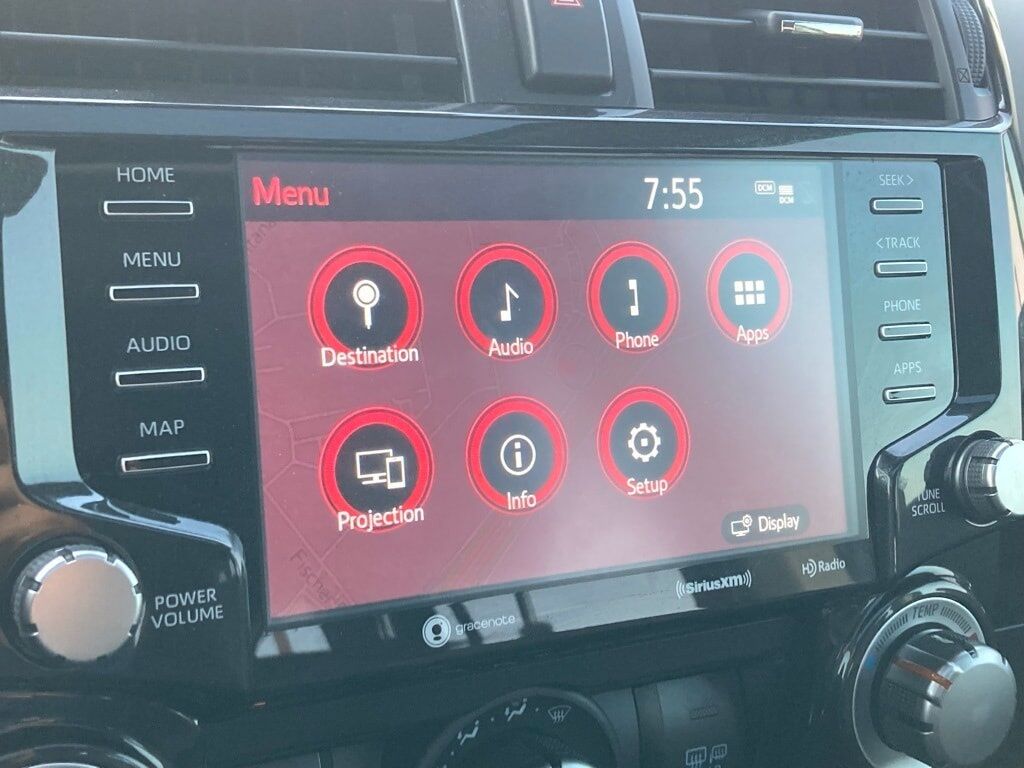 HOME
MENU
AUDIO
MAP
POWER
VOLUME
Menu
7:55
DCM
DCM
Destination
Audio
Phone
Apps
Projection
Info
Setup
Display
gracenote
SiriusXM
HD Radio
SEEK >
< TRACK
PHONE
APPS
TUNE
SCROLL
TEMP